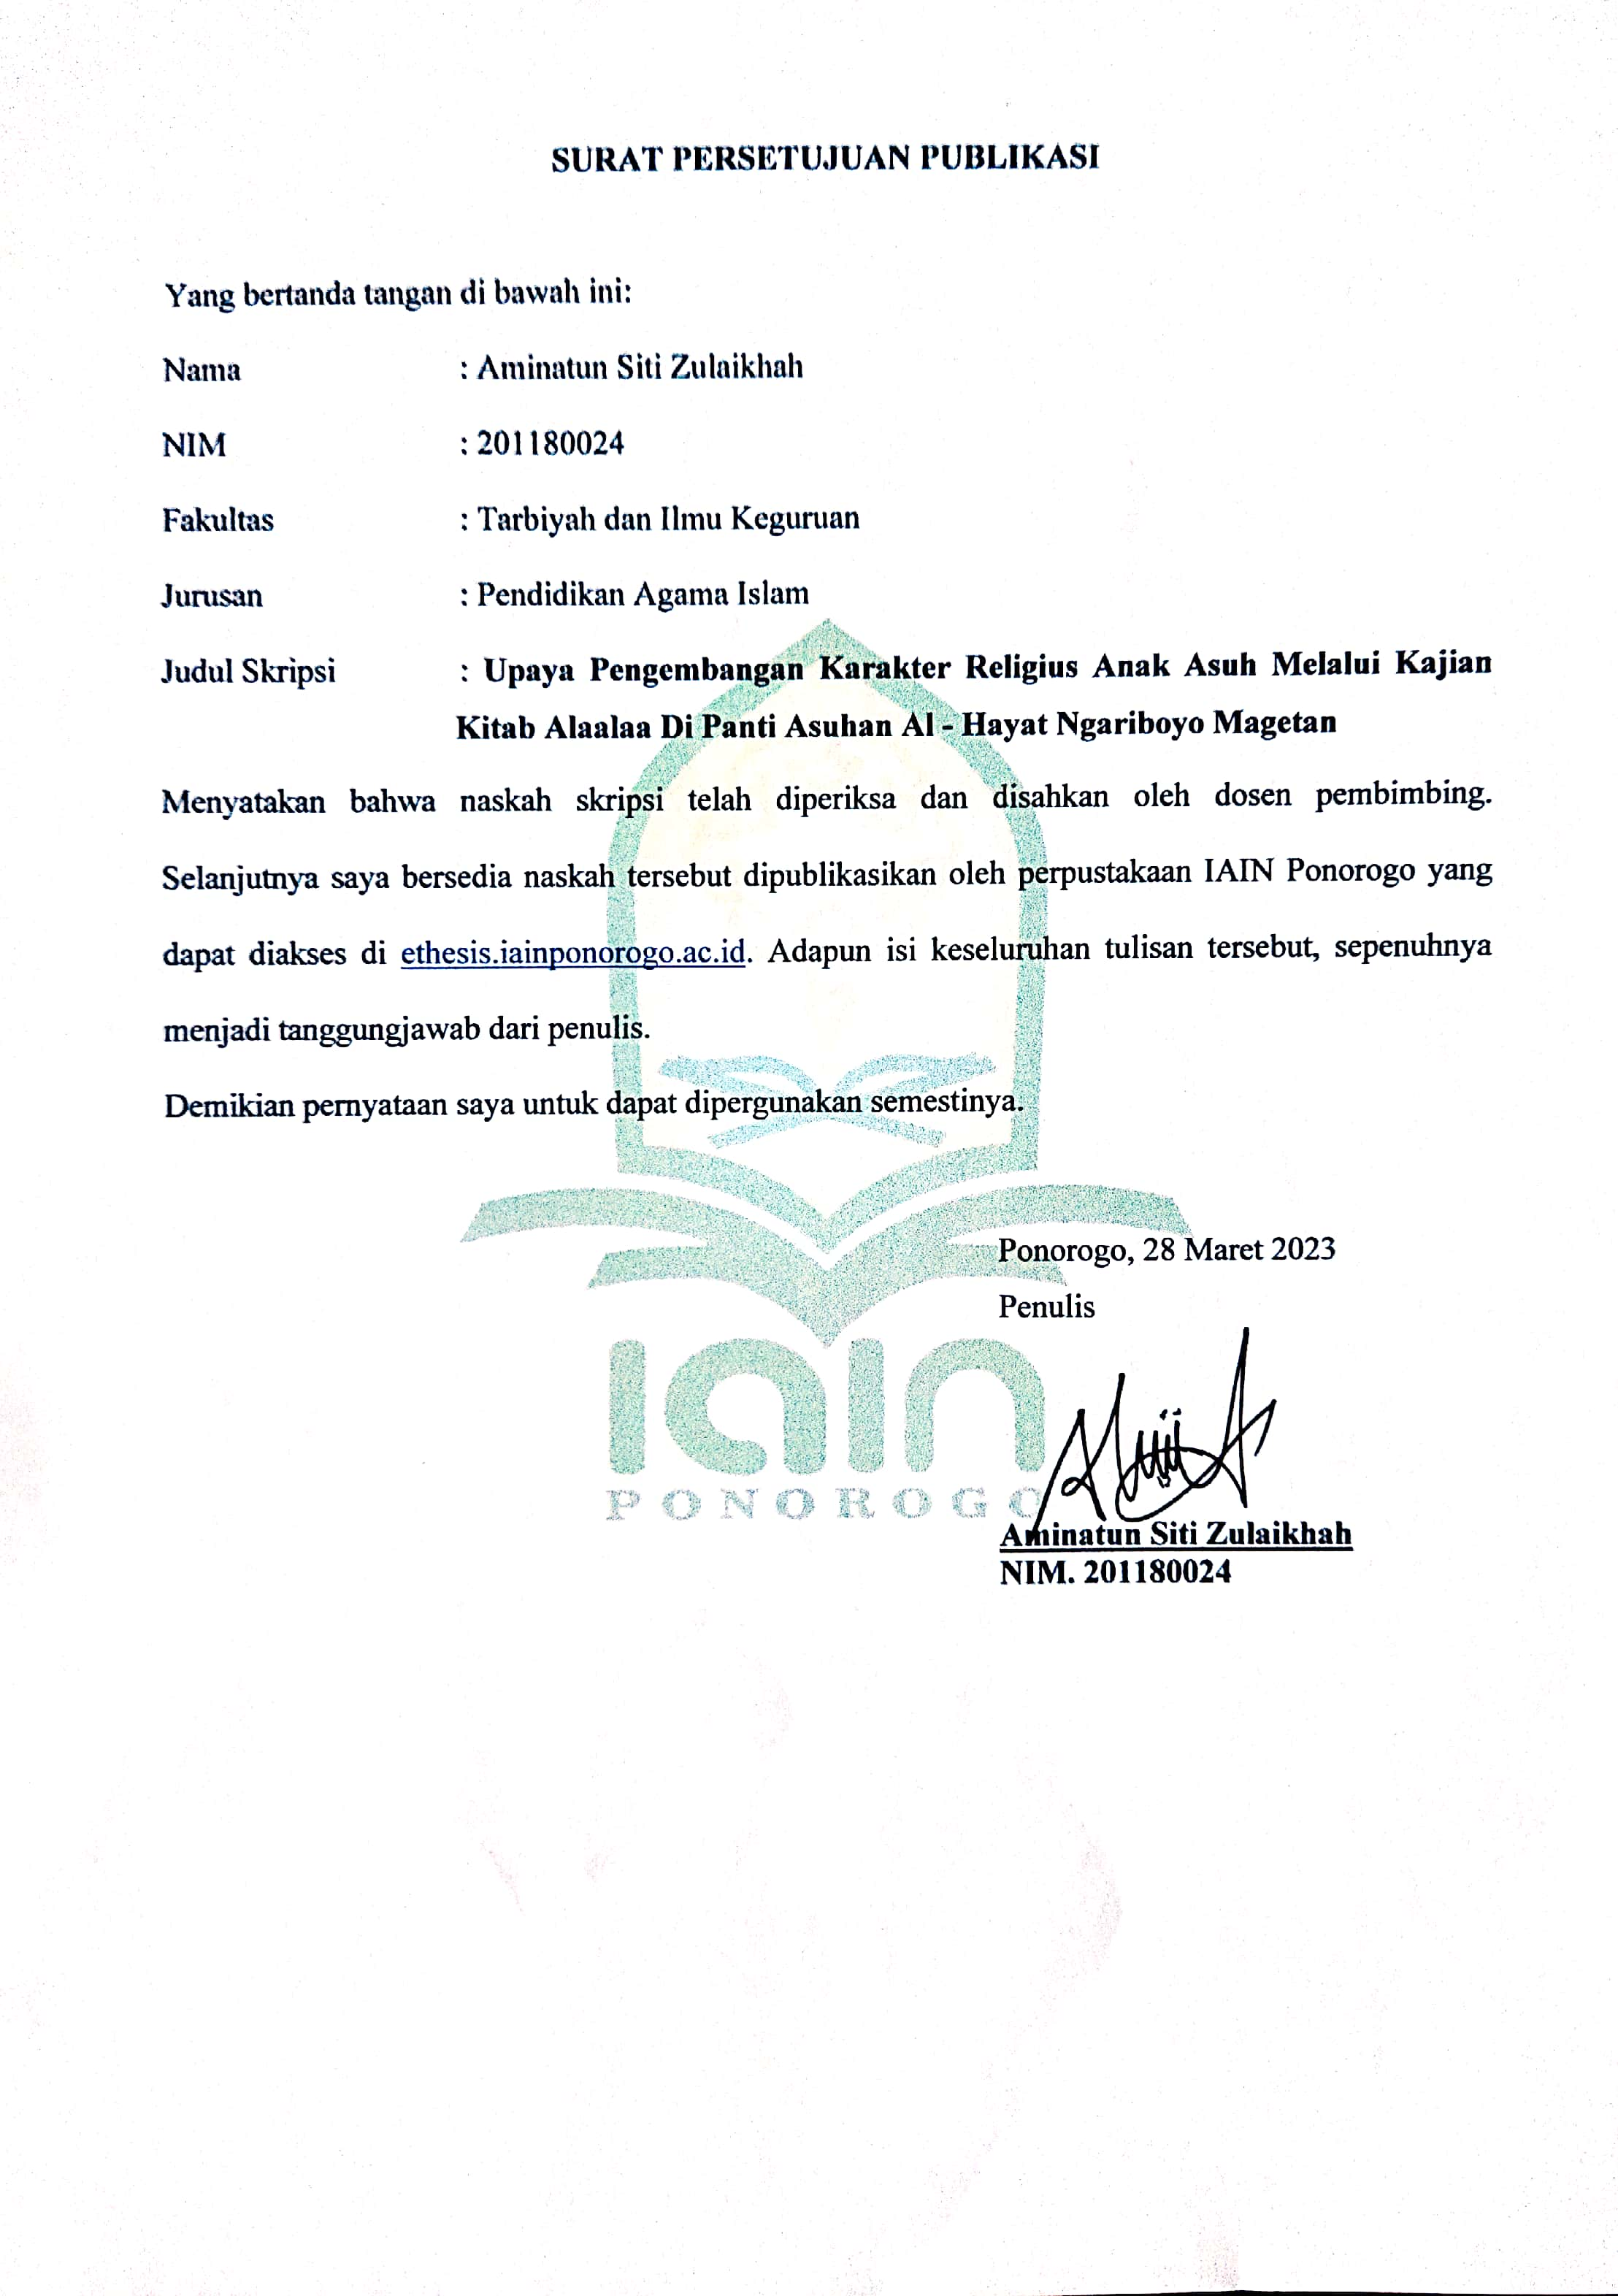 SURAT PERSETUJUAN PUBLIKASI
Yang bertanda tangan di bawah ini:
Nama : Aminatun Siti Zulaikhah
NIM : 201180024
Fakultas : Tarbiyah dan Ilmu Keguruan
Jurusan : Pendidikan Agama Islam
Judul Skripsi : Upaya Pengembangan Karakter Religius Anak Asuh Melalui Kajian
Kitab Alaalaa Di Panti Asuhan Al - Hayat Ngariboyo Magetan
Menyatakan bahwa naskah skripsi telah diperiksa dan disahkan oleh dosen pembimbing.
Selanjutnya saya bersedia naskah tersebut dipublikasikan oleh perpustakaan IAIN Ponorogo yang
dapat diakses di ethesis.iainponorogo.ac.id. Adapun isi keseluruhan tulisan tersebut, sepenuhnya
menjadi tanggungjawab dari penulis.
Demikian pernyataan saya untuk dapat dipergunakan semestinya.
Ponorogo, 28 Maret 2023
Penulis
iain
PONOROGO
Aminatun Siti Zulaikhah
NIM. 201180024